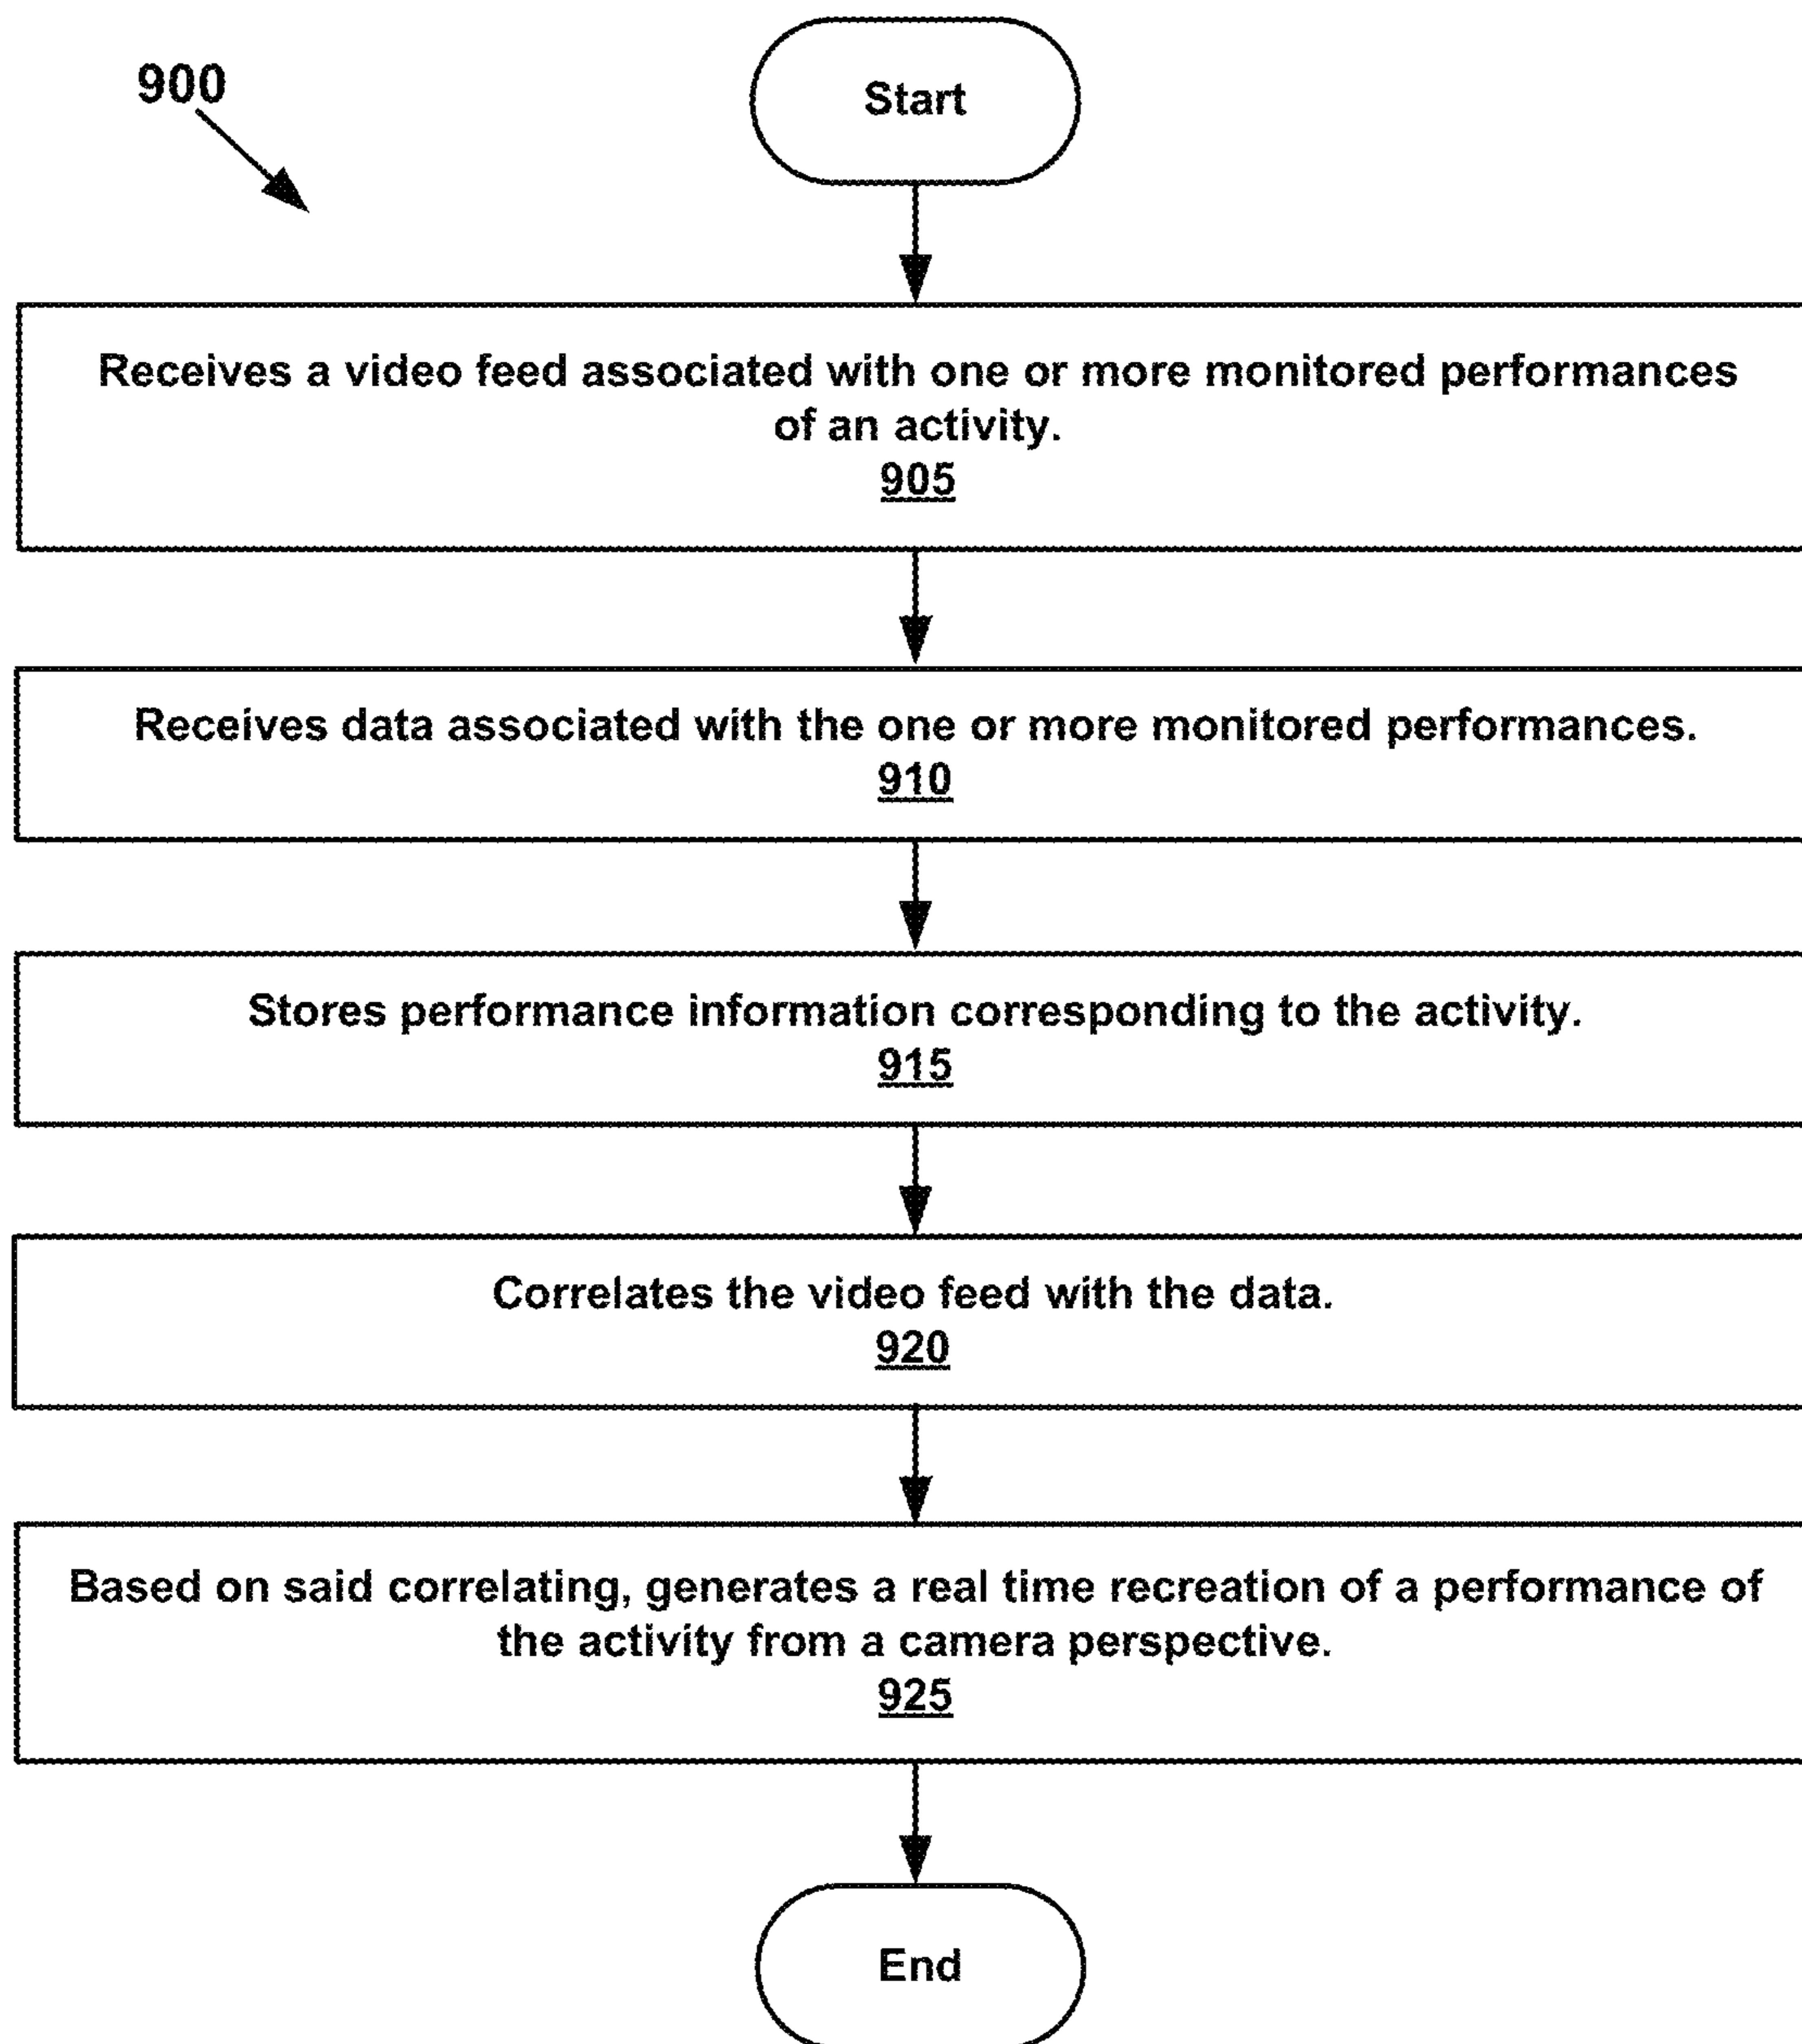 900
Start
Receives a video feed associated with one or more monitored performances
of an activity.
905
Receives data associated with the one or more monitored performances.
910
Stores performance information corresponding to the activity.
915
Correlates the video feed with the data.
920
Based on said correlating, generates a real time recreation of a performance of
the activity from a camera perspective.
925
End